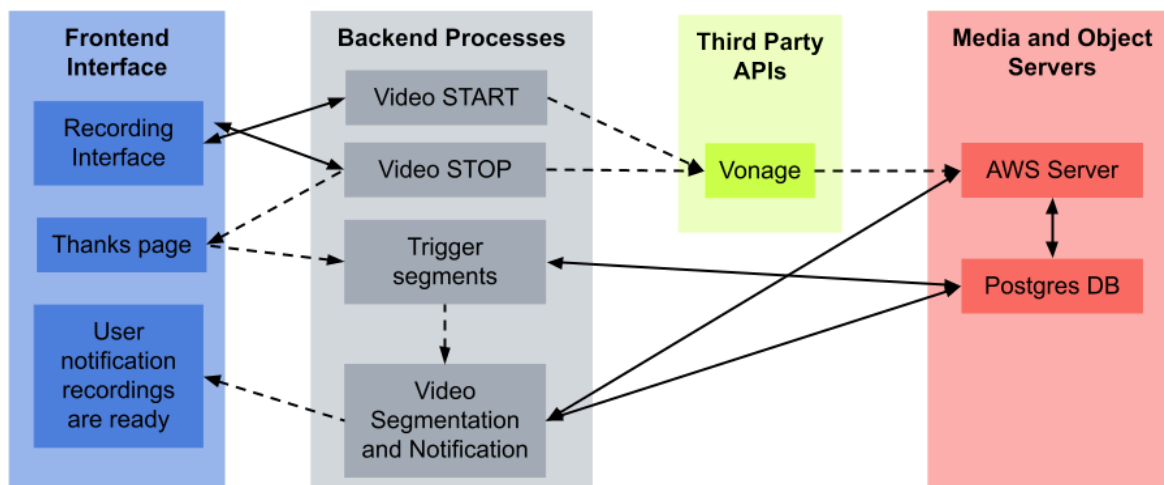 Frontend
Interface
Recording
Interface
Thanks page
User
notification
recordings
are ready
Backend Processes
Video START
Video STOP
Trigger
segments
Video
Segmentation
and Notification
Third Party
APIs
Vonage
Media and Object
Servers
AWS Server
Postgres DB